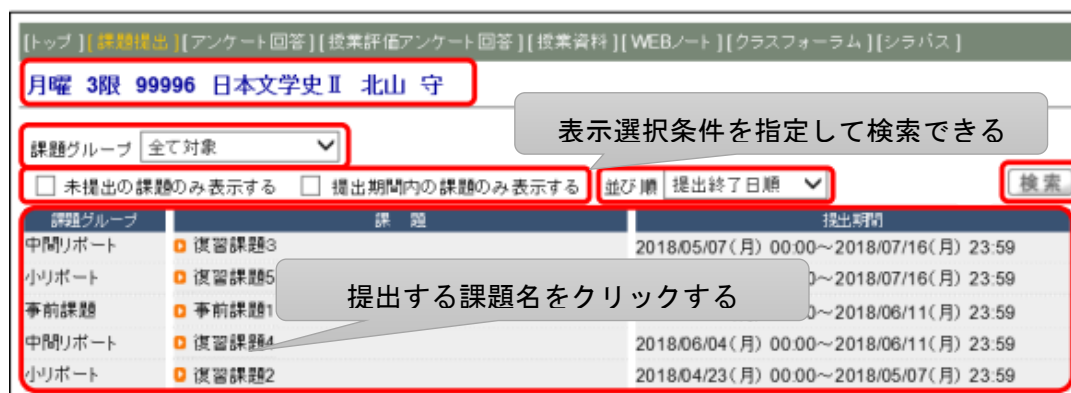 [トップ][課題提出][アンケート回答][授業評価アンケート回答][授業資料][WEBノート][クラスフォーラム][シラバス]
月曜 3限 99996 日本文学史Ⅱ 北山 守
表示選択条件を指定して検索できる
課題グループ 全て対象
未提出の課題のみ表示する 提出期間内の課題のみ表示する 並び順 提出終了日順 検索
課題グループ 課 題 提出期間
中間リポート 復習課題3 2018/05/07(月) 00:00～2018/07/16(月) 23:59
小リポート 復習課題5 0:00～2018/07/16(月) 23:59
提出する課題名をクリックする
事前課題 事前課題1 0:00～2018/06/11(月) 23:59
中間リポート 復習課題4 2018/06/04(月) 00:00～2018/06/11(月) 23:59
小リポート 復習課題2 2018/04/23(月) 00:00～2018/05/07(月) 23:59